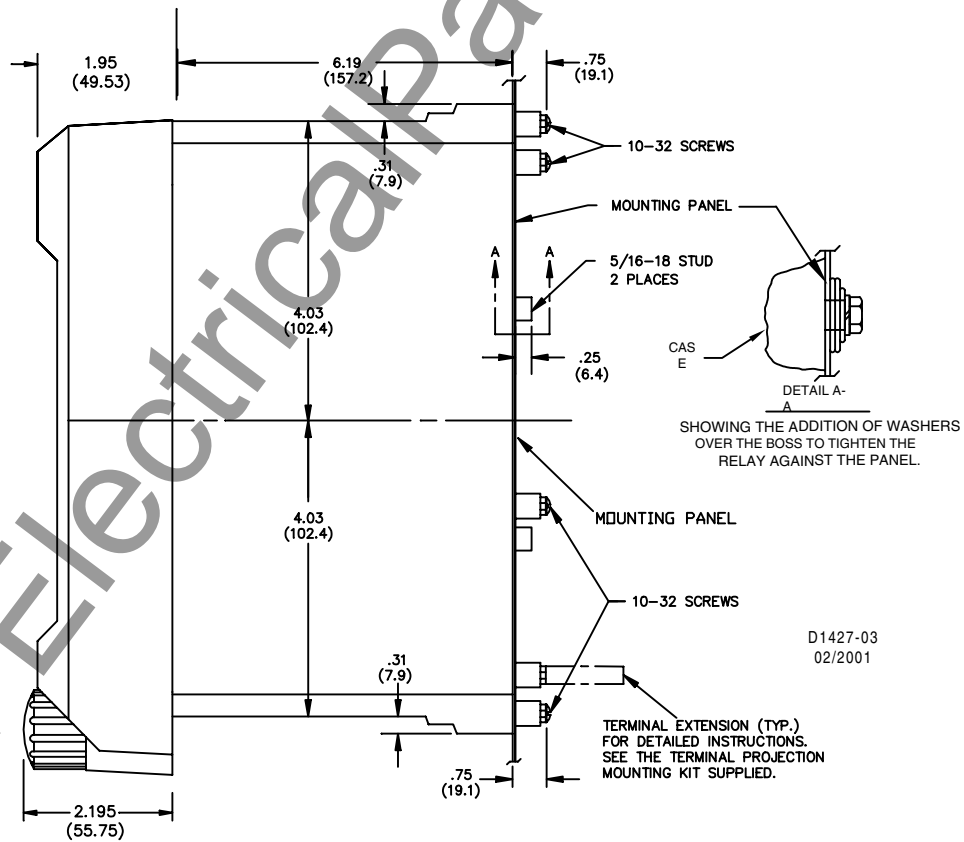 1.95
(49.53)
6.19
(157.2)
.75
(19.1)
10-32 SCREWS
.31
(7.9)
MOUNTING PANEL
A
A
5/16-18 STUD
2 PLACES
4.03
(102.4)
.25
(6.4)
CAS
E
DETAIL A-
A
SHOWING THE ADDITION OF WASHERS
OVER THE BOSS TO TIGHTEN THE
RELAY AGAINST THE PANEL.
4.03
(102.4)
MOUNTING PANEL
10-32 SCREWS
D1427-03
02/2001
.31
(7.9)
TERMINAL EXTENSION (TYP.)
FOR DETAILED INSTRUCTIONS.
SEE THE TERMINAL PROJECTION
MOUNTING KIT SUPPLIED.
.75
(19.1)
2.195
(55.75)
ElectricalPa